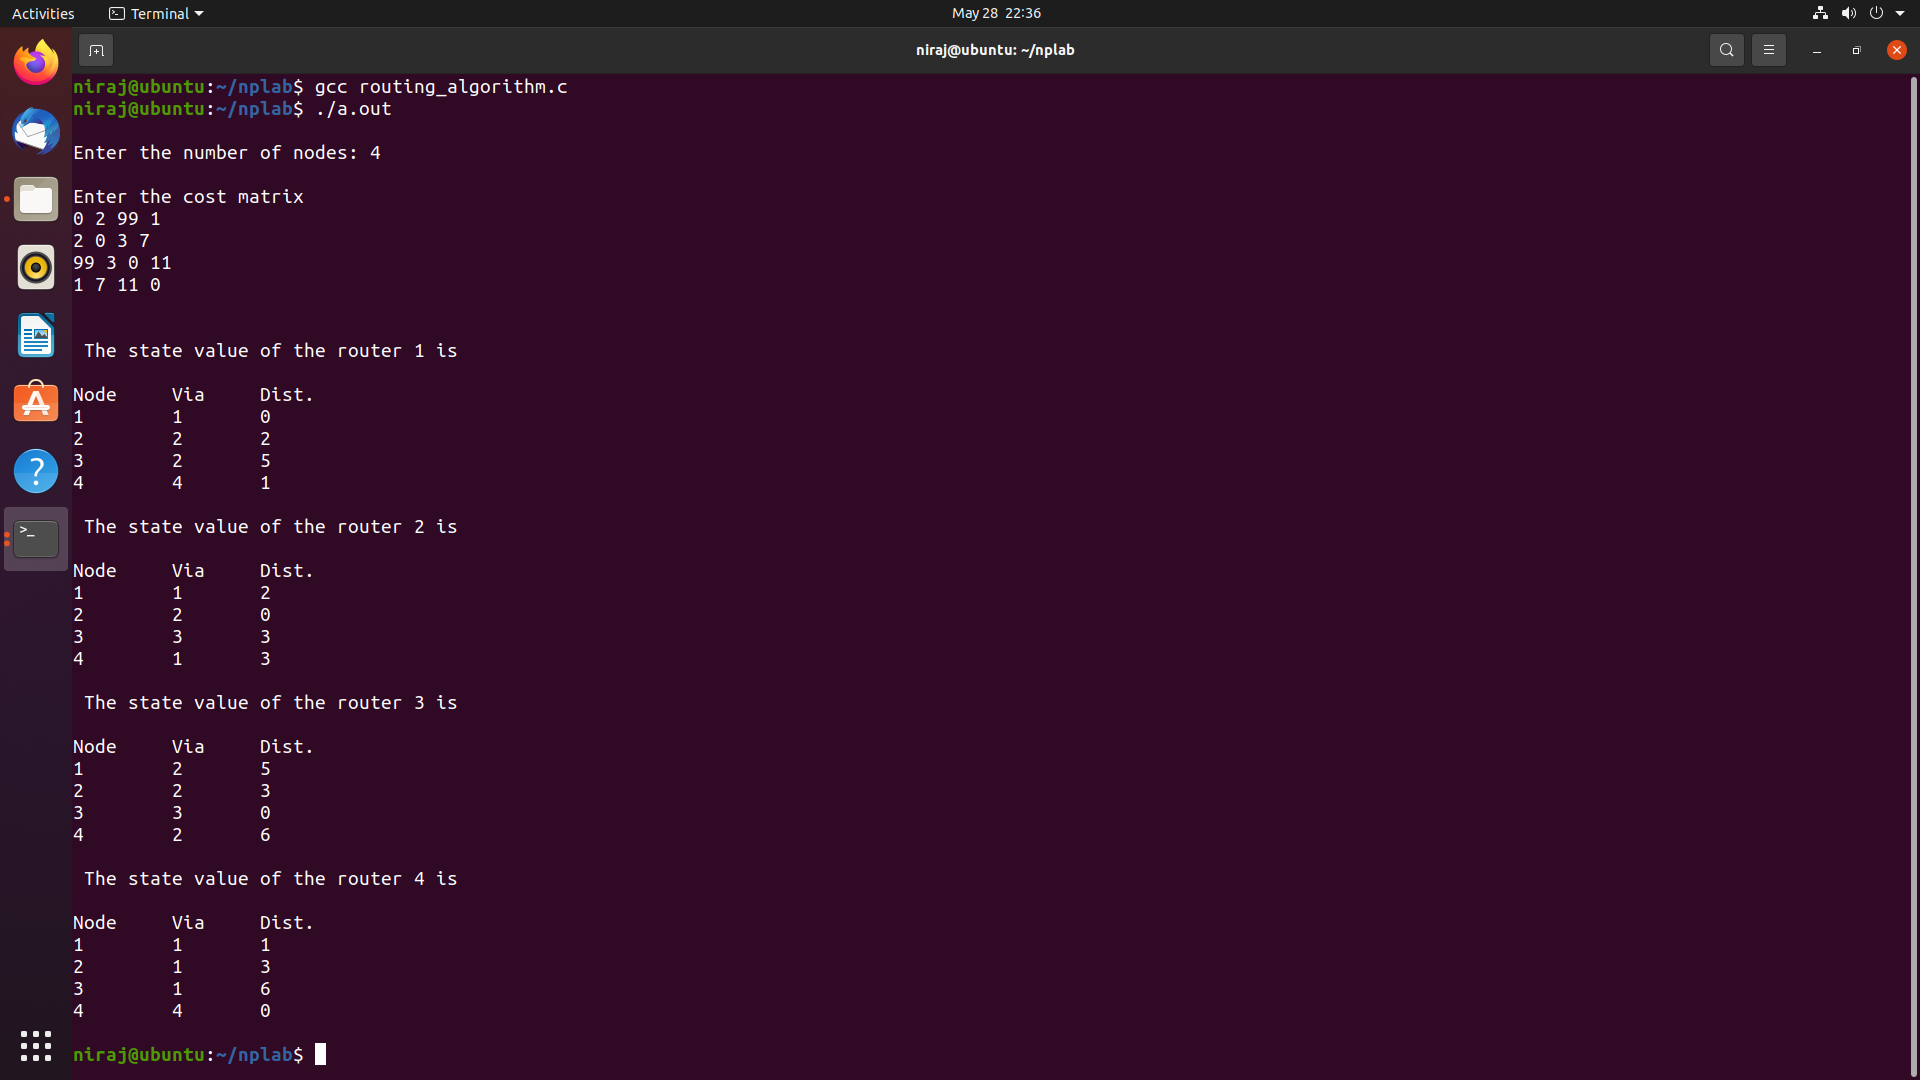 Activities Terminal May 28 22:36
niraj@ubuntu: ~/nplab
niraj@ubuntu:~/nplab$ gcc routing_algorithm.c
niraj@ubuntu:~/nplab$ ./a.out
Enter the number of nodes: 4
Enter the cost matrix
0 2 99 1
2 0 3 7
99 3 0 11
1 7 11 0
The state value of the router 1 is
Node Via Dist.
1 1 0
2 2 2
3 2 5
4 4 1
The state value of the router 2 is
Node Via Dist.
1 1 2
2 2 0
3 3 3
4 1 3
The state value of the router 3 is
Node Via Dist.
1 2 5
2 2 3
3 3 0
4 2 6
The state value of the router 4 is
Node Via Dist.
1 1 1
2 1 3
3 1 6
4 4 0
niraj@ubuntu:~/nplab$